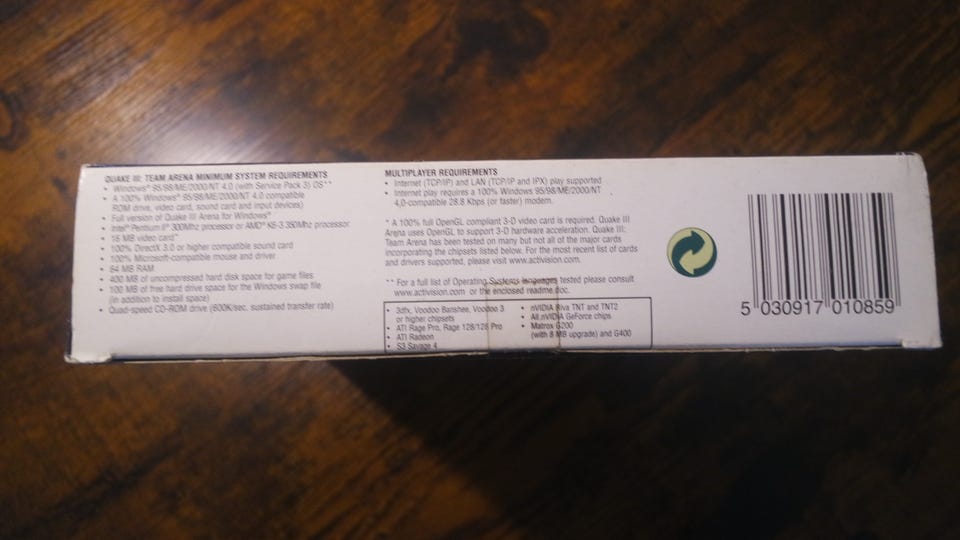 QUAKE III: TEAM ARENA MINIMUM SYSTEM REQUIREMENTS
• Windows® 95/98/ME/2000/NT 4.0 (with Service Pack 3) OS**
• A 100% Windows® 95/98/ME/2000/NT 4.0 compatible
ROM drive, video card, sound card and input devices)
• Full version of Quake III Arena for Windows®
• Intel® Pentium II® 300Mhz processor or AMD® K6-3 350Mhz processor
• 16 MB video card*
• 100% DirectX 3.0 or higher compatible sound card
• 100% Microsoft-compatible mouse and driver
• 64 MB RAM
• 400 MB of uncompressed hard disk space for game files
• 100 MB of free hard drive space for the Windows swap file
(in addition to install space)
• Quad-speed CD-ROM drive (600K/sec. sustained transfer rate)
MULTIPLAYER REQUIREMENTS
• Internet (TCP/IP) and LAN (TCP/IP and IPX) play supported
• Internet play requires a 100% Windows 95/98/ME/2000/NT
4.0-compatible 28.8 Kbps (or faster) modem.
* A 100% full OpenGL compliant 3-D video card is required. Quake III
Arena uses OpenGL to support 3-D hardware acceleration. Quake III:
Team Arena has been tested on many but not all of the major cards
incorporating the chipsets listed below. For the most recent list of cards
and drivers supported, please visit www.activision.com.
** For a full list of Operating Systems languages tested please consult
www.activision.com or the enclosed readme.doc.
• 3dfx, Voodoo Banshee, Voodoo 3
or higher chipsets
• ATI Rage Pro, Rage 128/128 Pro
• ATI Radeon
• S3 Savage 4
• nVIDIA Riva TNT and TNT2
• All nVIDIA GeForce chips
• Matrox G200
(with 8 MB upgrade) and G400
5 030917 010859